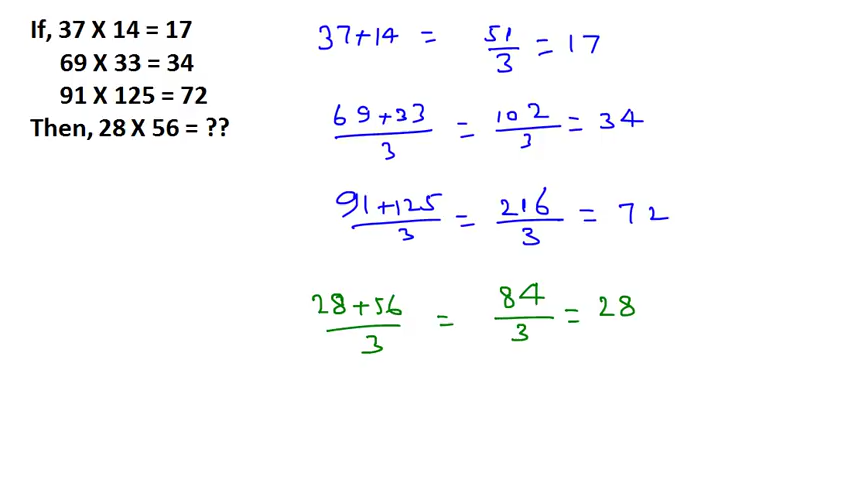 If, 37 X 14 = 17
69 X 33 = 34
91 X 125 = 72
Then, 28 X 56 = ??
37+14 = 51/3 = 17
69+33/3 = 102/3 = 34
91+125/3 = 216/3 = 72
28+56/3 = 84/3 = 28